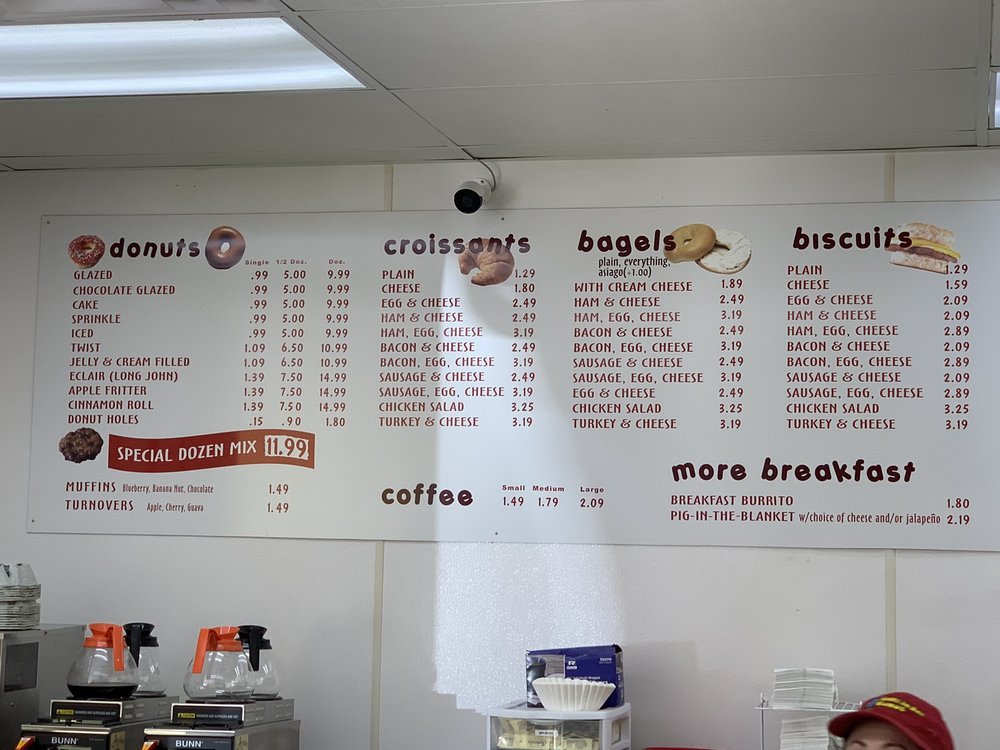 donuts
Single 1/2 Doz. Doz.
GLAZED .99 5.00 9.99
CHOCOLATE GLAZED .99 5.00 9.99
CAKE .99 5.00 9.99
SPRINKLE .99 5.00 9.99
ICED .99 5.00 9.99
TWIST 1.09 6.50 10.99
JELLY & CREAM FILLED 1.09 6.50 10.99
ECLAIR (LONG JOHN) 1.39 7.50 14.99
APPLE FRITTER 1.39 7.50 14.99
CINNAMON ROLL 1.39 7.50 14.99
DONUT HOLES .15 .90 1.80
SPECIAL DOZEN MIX 11.99
MUFFINS Blueberry, Banana Nut, Chocolate 1.49
TURNOVERS Apple, Cherry, Guava 1.49
croissants
PLAIN 1.29
CHEESE 1.80
EGG & CHEESE 2.49
HAM & CHEESE 2.49
HAM, EGG, CHEESE 3.19
BACON & CHEESE 2.49
BACON, EGG, CHEESE 3.19
SAUSAGE & CHEESE 2.49
SAUSAGE, EGG, CHEESE 3.19
CHICKEN SALAD 3.25
TURKEY & CHEESE 3.19
coffee
Small Medium Large
1.49 1.79 2.09
bagels
plain, everything,
asiago(+1.00)
WITH CREAM CHEESE 1.89
HAM & CHEESE 2.49
HAM, EGG, CHEESE 3.19
BACON & CHEESE 2.49
BACON, EGG, CHEESE 3.19
SAUSAGE & CHEESE 2.49
SAUSAGE, EGG, CHEESE 3.19
EGG & CHEESE 2.49
CHICKEN SALAD 3.25
TURKEY & CHEESE 3.19
biscuits
PLAIN 1.29
CHEESE 1.59
EGG & CHEESE 2.09
HAM & CHEESE 2.09
HAM, EGG, CHEESE 2.89
BACON & CHEESE 2.09
BACON, EGG, CHEESE 2.89
SAUSAGE & CHEESE 2.09
SAUSAGE, EGG, CHEESE 2.89
CHICKEN SALAD 3.25
TURKEY & CHEESE 3.19
more breakfast
BREAKFAST BURRITO 1.80
PIG-IN-THE-BLANKET w/choice of cheese and/or jalapeño 2.19
BUNN
BUNN